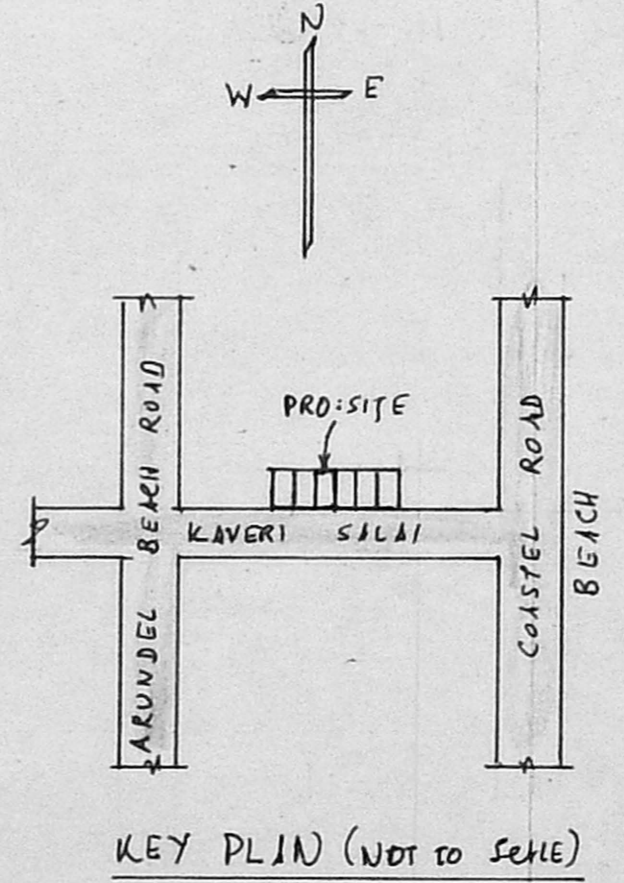 N
W E
PRO:SITE
ARUNDEL BEACH ROAD
KAVERI SALAI
COASTEL ROAD
BEACH
KEY PLAN (NOT TO SCALE)